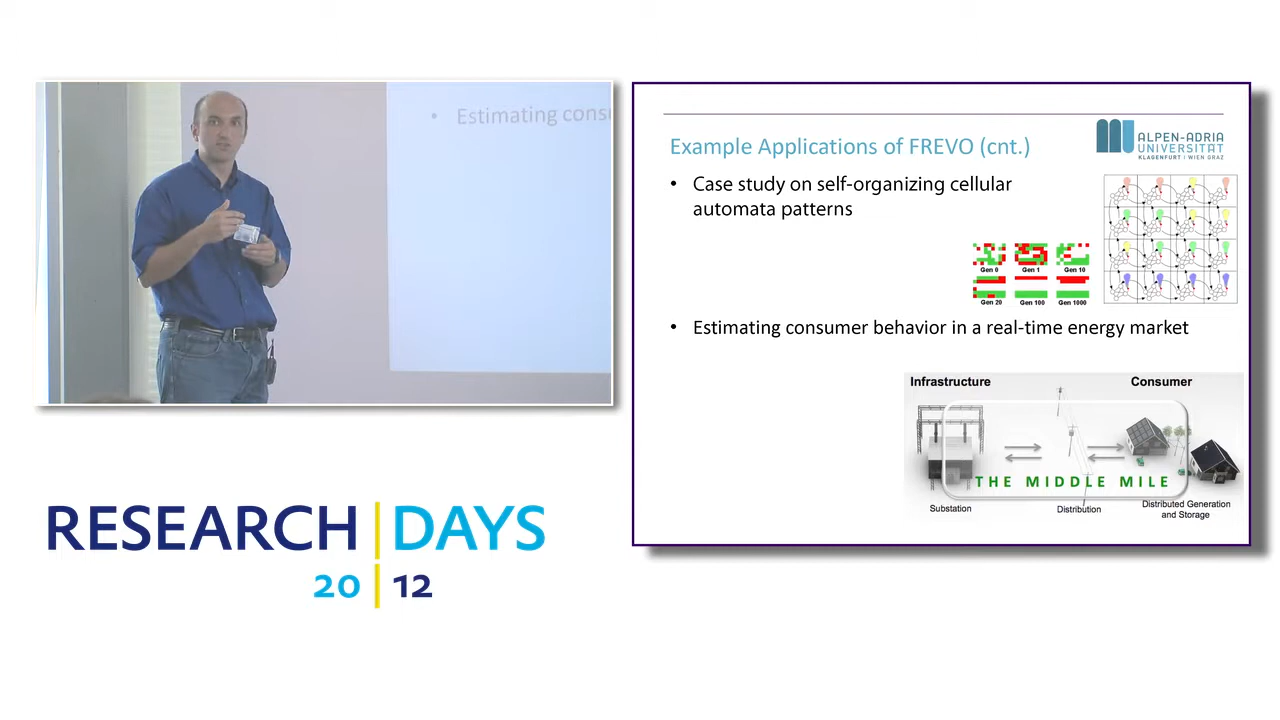 • Estimating
Example Applications of FREVO (cnt.)
ALPEN-ADRIA
UNIVERSITÄT
KLAGENFURT | WIEN GRAZ
• Case study on self-organizing cellular
automata patterns
Gen 0 Gen 1 Gen 10
Gen 20 Gen 100 Gen 1000
• Estimating consumer behavior in a real-time energy market
Infrastructure Consumer
THE MIDDLE MILE
Substation Distribution Distributed Generation
and Storage
RESEARCH | DAYS
20 | 12